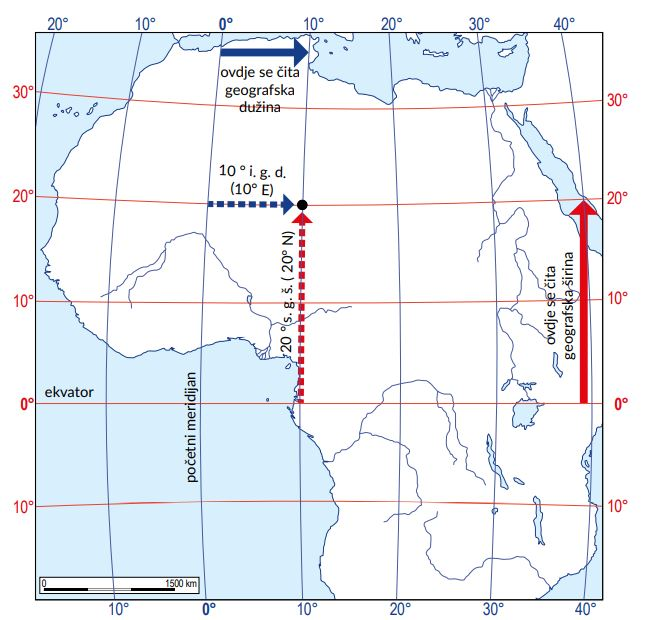 20° 10° 0° 10° 20° 30° 40°
ovdje se čita
geografska
dužina
30° 30°
10 ° i. g. d.
(10° E)
20° 20°
20 ° s. g. š. ( 20° N)
ovdje se čita
geografska širina
10° 10°
ekvator
0° 0°
početni meridijan
10° 10°
0 1500 km
10° 0° 10° 20° 30° 40°